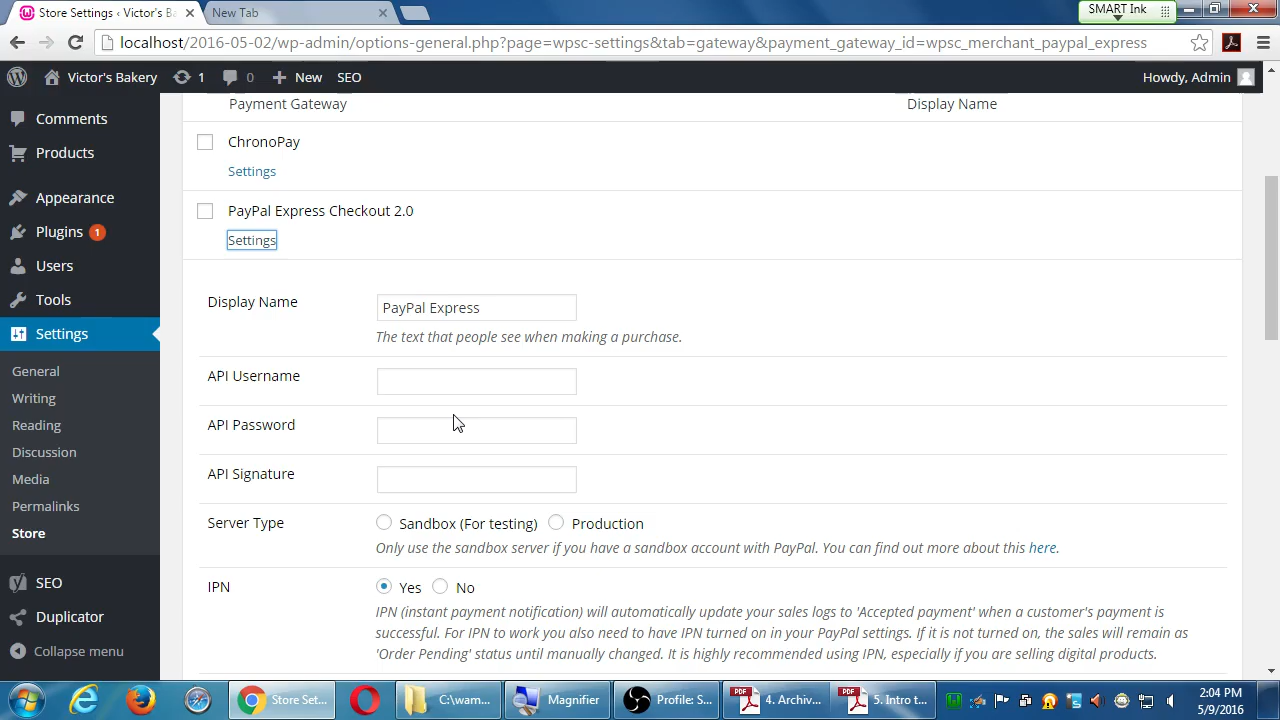 Store Settings ‹ Victor's B
New Tab
SMART Ink
localhost/2016-05-02/wp-admin/options-general.php?pag
sc-settings&tab=gateway&payment_gateway_id=wpsc_merchant_paypal_express
Victor's Bakery
1
0
New
SEO
Howdy, Admin
Comments
Products
Appearance
Plugins 1
Users
Tools
Settings
General
Writing
Reading
Discussion
Media
Permalinks
Store
SEO
Duplicator
Collapse menu
Payment Gateway
Display Name
ChronoPay
Settings
PayPal Express Checkout 2.0
Settings
Display Name
PayPal Express
The text that people see when making a purchase.
API Username
API Password
API Signature
Server Type
Sandbox (For testing) Production
Only use the sandbox server if you have a sandbox account with PayPal. You can find out more about this here.
IPN
Yes No
IPN (instant payment notification) will automatically update your sales logs to 'Accepted payment' when a customer's payment is
successful. For IPN to work you also need to have IPN turned on in your PayPal settings. If it is not turned on, the sales will remain as
'Order Pending' status until manually changed. It is highly recommended using IPN, especially if you are selling digital products.
Store Set...
C:\wam...
Magnifier
Profile: S...
PDF
4. Archiv...
PDF
5. Intro t...
2:04 PM
5/9/2016